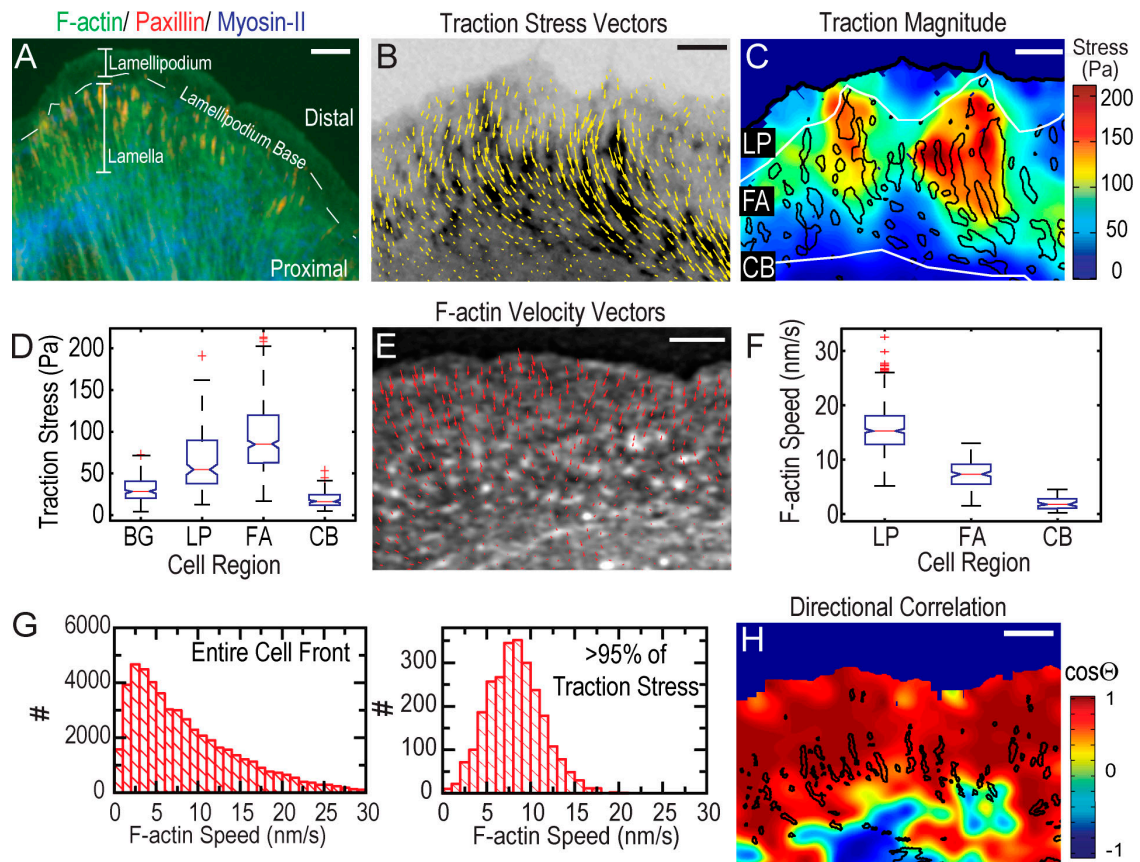 F-actin/ Paxillin/ Myosin-II
A
Lamellipodium
Lamellipodium Base
Lamella
Distal
Proximal
Traction Stress Vectors
B
Traction Magnitude
C
LP
FA
CB
Stress
(Pa)
200
150
100
50
0
D
Traction Stress (Pa)
200
150
100
50
0
BG LP FA CB
Cell Region
F-actin Velocity Vectors
E
F
F-actin Speed (nm/s)
30
20
10
0
LP FA CB
Cell Region
G
#
6000
4000
2000
0
Entire Cell Front
0 5 10 15 20 25 30
F-actin Speed (nm/s)
#
300
200
100
0
>95% of
Traction Stress
0 5 10 15 20 25 30
F-actin Speed (nm/s)
Directional Correlation
H
cosΘ
1
0
-1